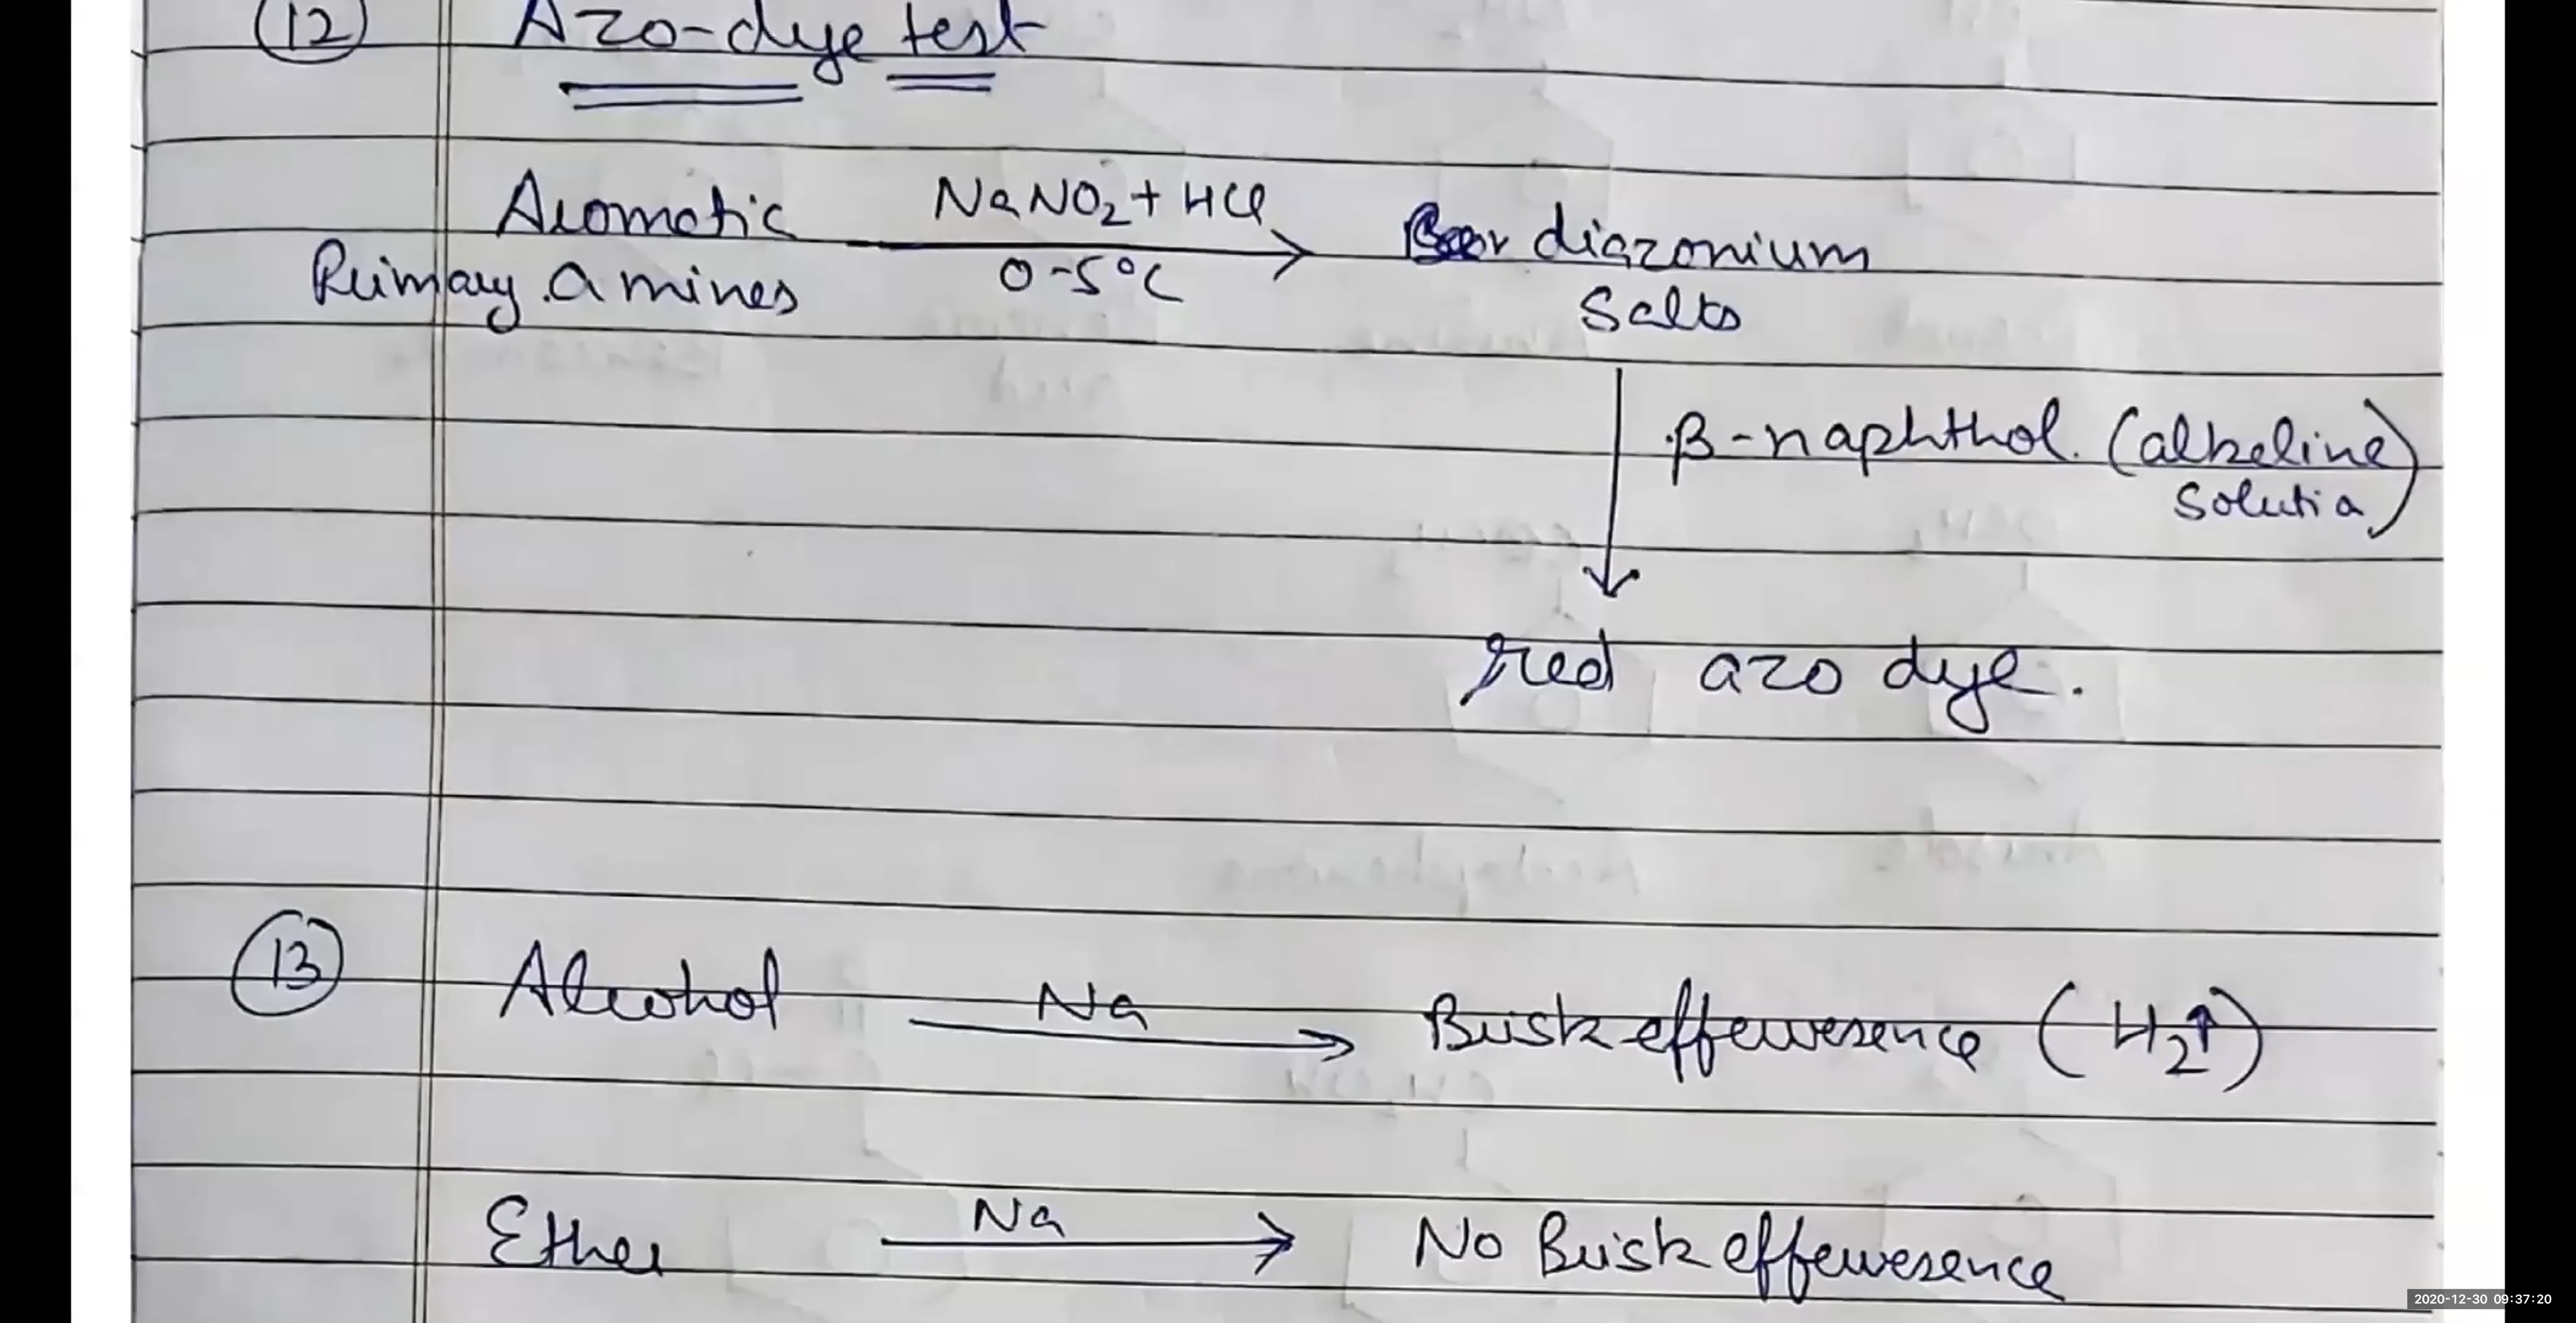 12 Azo-dye test
Aromatic NaNO2 + HCl diazonium
Primary amines 0-5°C Salts
β-naphthol (alkaline)
Solutio
red azo dye.
13 Alcohol Na Brisk effervesence (H2↑)
Ether Na No Brisk effervesence
2020-12-30 09:37:20